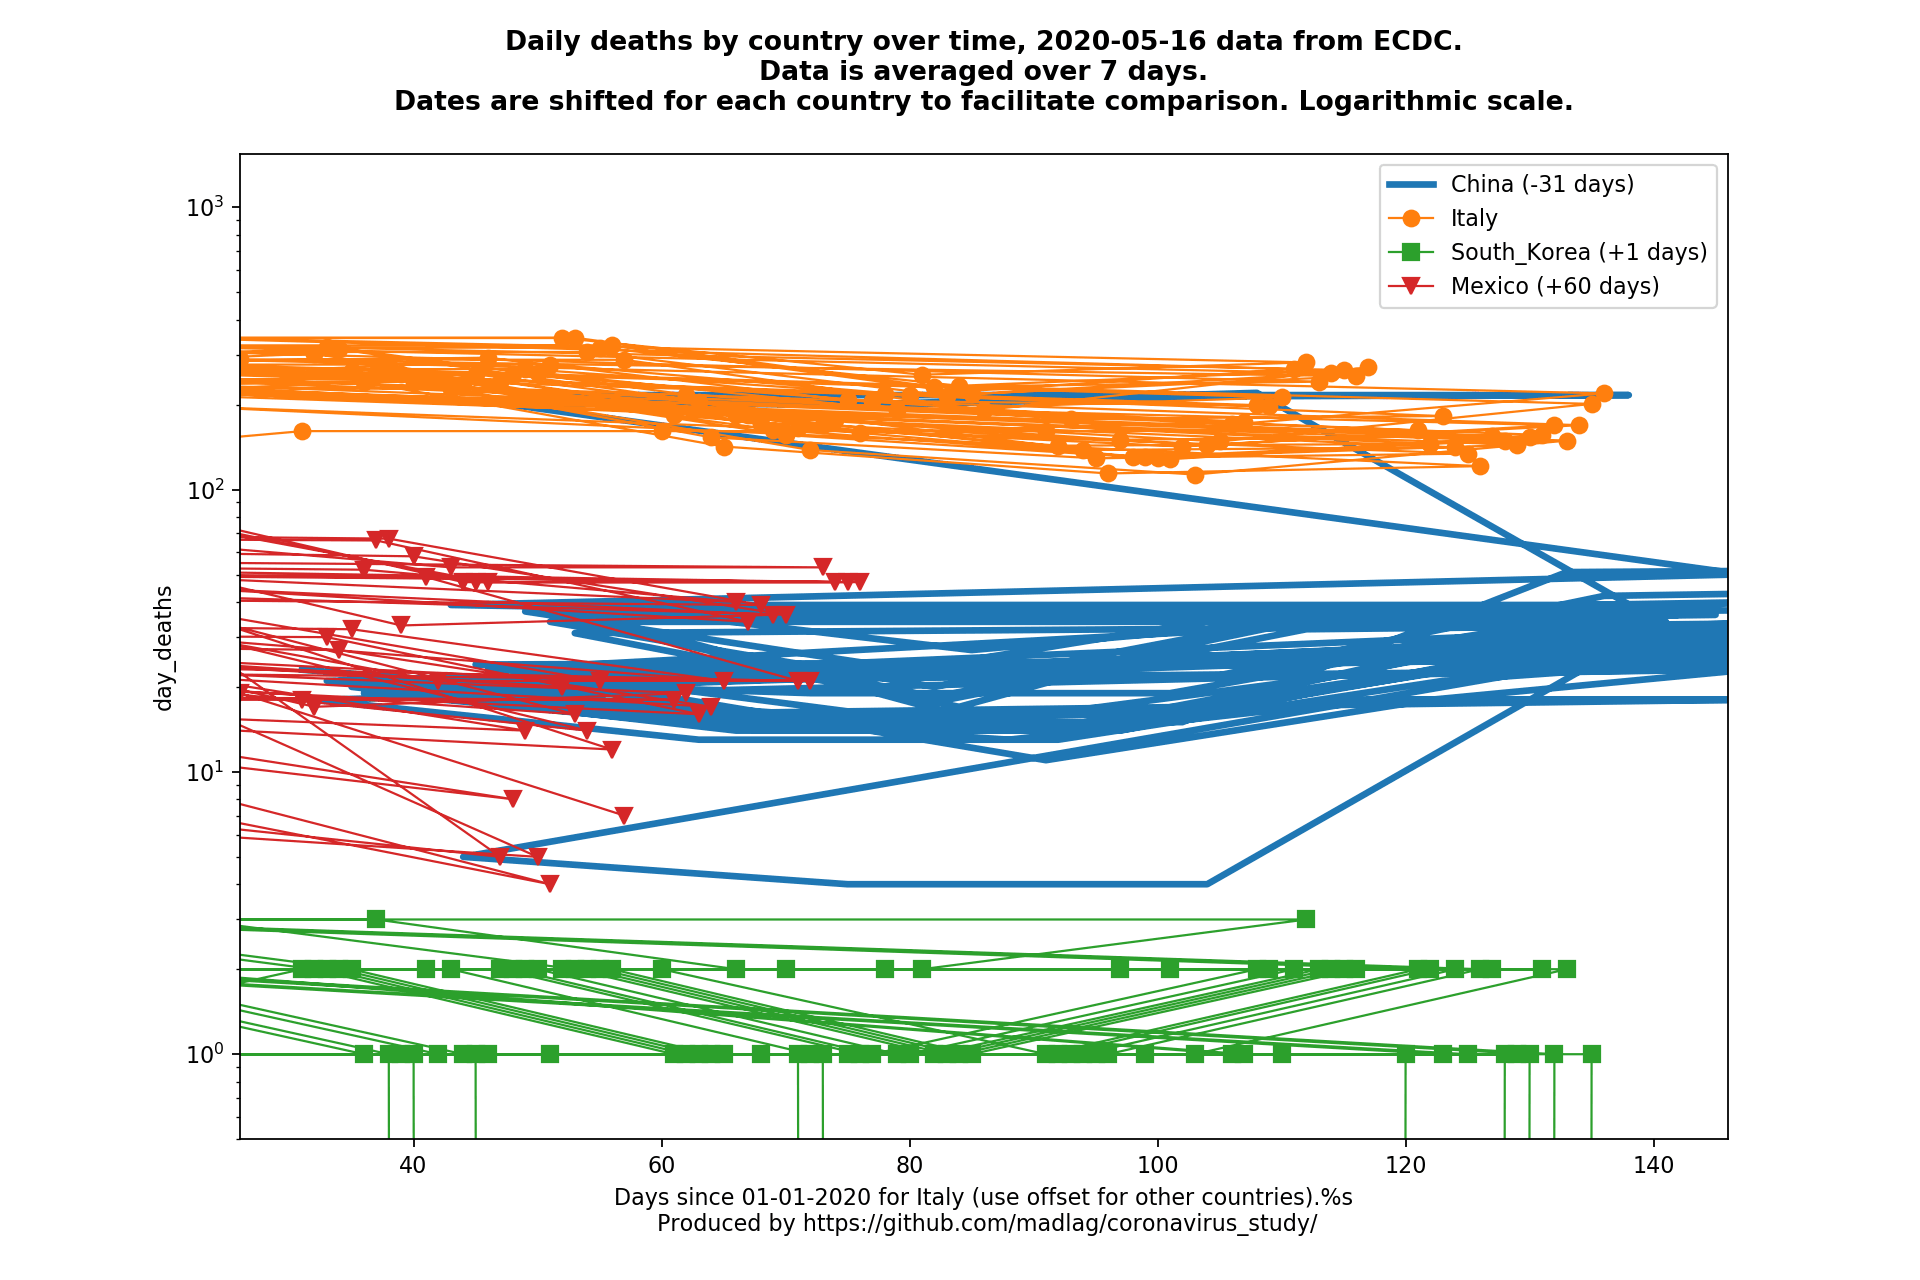 Daily deaths by country over time, 2020-05-16 data from ECDC.
Data is averaged over 7 days.
Dates are shifted for each country to facilitate comparison. Logarithmic scale.
China (-31 days)
Italy
South_Korea (+1 days)
Mexico (+60 days)
10³
10²
10¹
10⁰
day_deaths
40 60 80 100 120 140
Days since 01-01-2020 for Italy (use offset for other countries).%s
Produced by https://github.com/madlag/coronavirus_study/